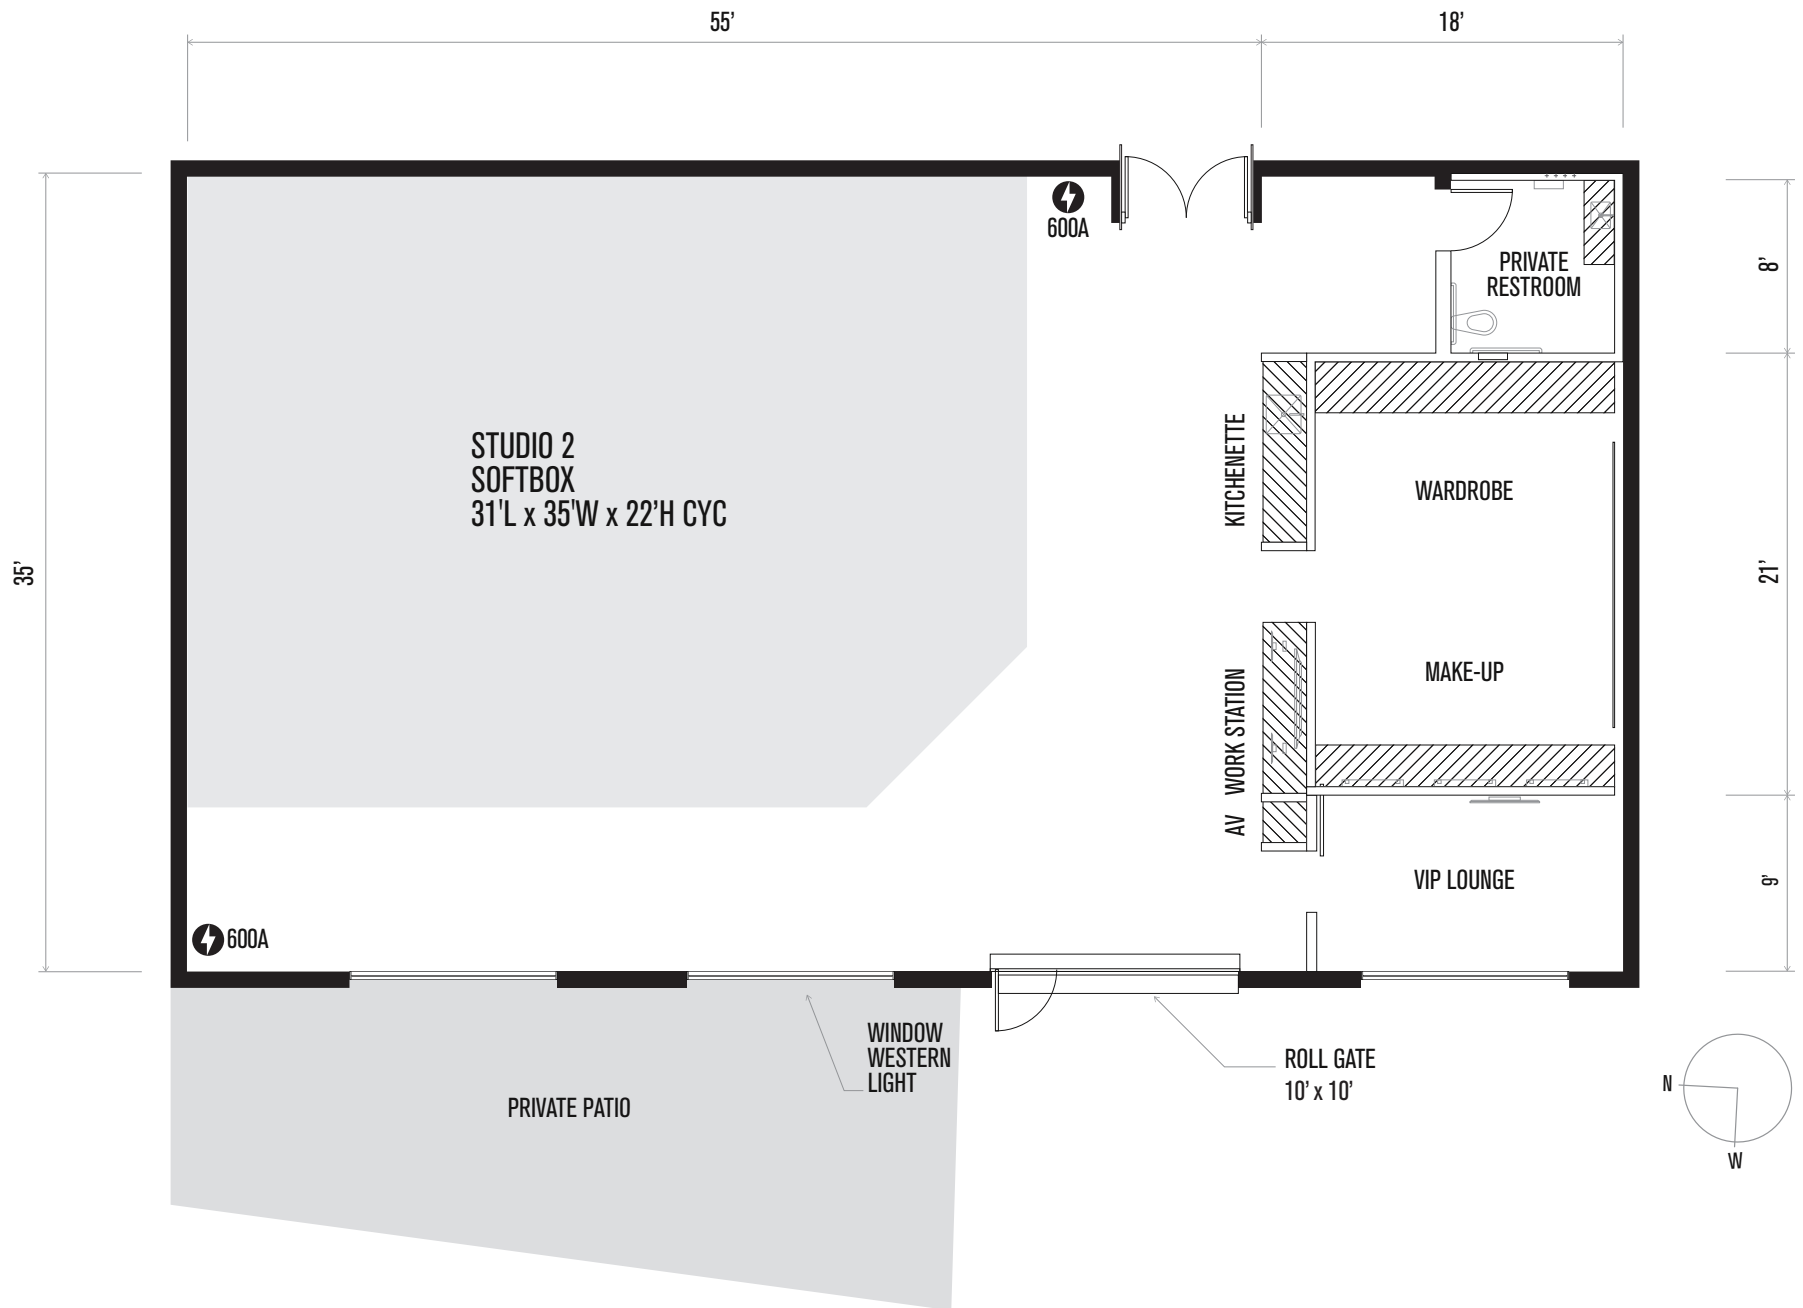 55’
18’
600A
PRIVATE
RESTROOM
8’
STUDIO 2
SOFTBOX
31'L x 35'W x 22’H CYC
KITCHENETTE
WARDROBE
35’
21’
MAKE-UP
WORK STATION
AV
VIP LOUNGE
9’
600A
WINDOW
WESTERN
LIGHT
ROLL GATE
10’ x 10’
PRIVATE PATIO
N
W